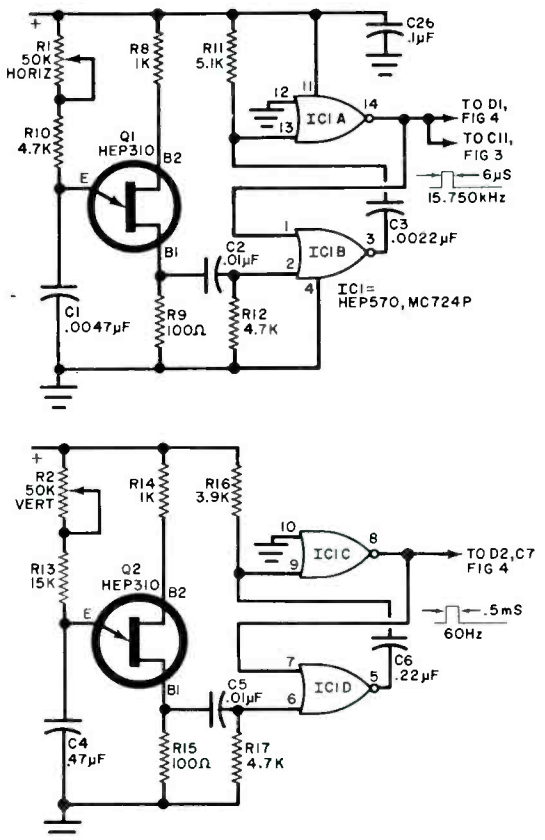 +
R1
50K
HORIZ
R8
1K
R11
5.1K
C26
.1µF
11
12
14
IC1A
13
TO D1,
FIG 4
TO C11,
FIG 3
R10
4.7K
Q1
HEP310
B2
E
6µS
15.750kHz
B1
C2
.01µF
1
IC1B
3
2
4
C3
.0022µF
IC1=
HEP570, MC724P
C1
.0047µF
R9
100Ω
R12
4.7K
+
R2
50K
VERT
R14
1K
R16
3.9K
10
8
IC1C
9
TO D2,C7
FIG 4
R13
15K
Q2
HEP310
B2
E
.5mS
60Hz
7
C6
.22µF
IC1D
5
6
B1
C5
.01µF
C4
.47µF
R15
100Ω
R17
4.7K